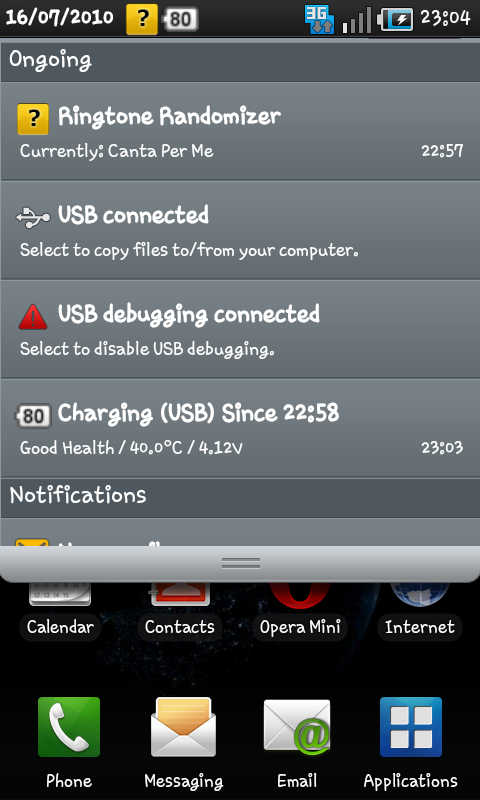 16/07/2010 ? 80 3G 23:04
Ongoing
? Ringtone Randomizer
Currently: Canta Per Me 22:57
USB connected
Select to copy files to/from your computer.
USB debugging connected
Select to disable USB debugging.
80 Charging (USB) Since 22:58
Good Health / 40.0°C / 4.12V 23:03
Notifications
Calendar Contacts Opera Mini Internet
Phone Messaging Email Applications